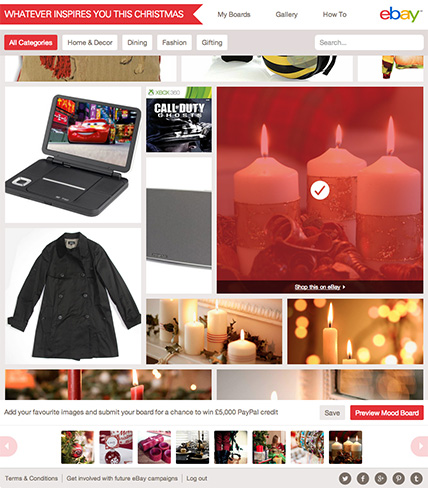 WHATEVER INSPIRES YOU THIS CHRISTMAS
My Boards
Gallery
How To
ebay
All Categories
Home & Decor
Dining
Fashion
Gifting
Search...
XBOX 360
CALL OF DUTY
GHOSTS
Shop this on eBay
Add your favourite images and submit your board for a chance to win £5,000 PayPal credit
Save
Preview Mood Board
Terms & Conditions
Get involved with future eBay campaigns
Log out